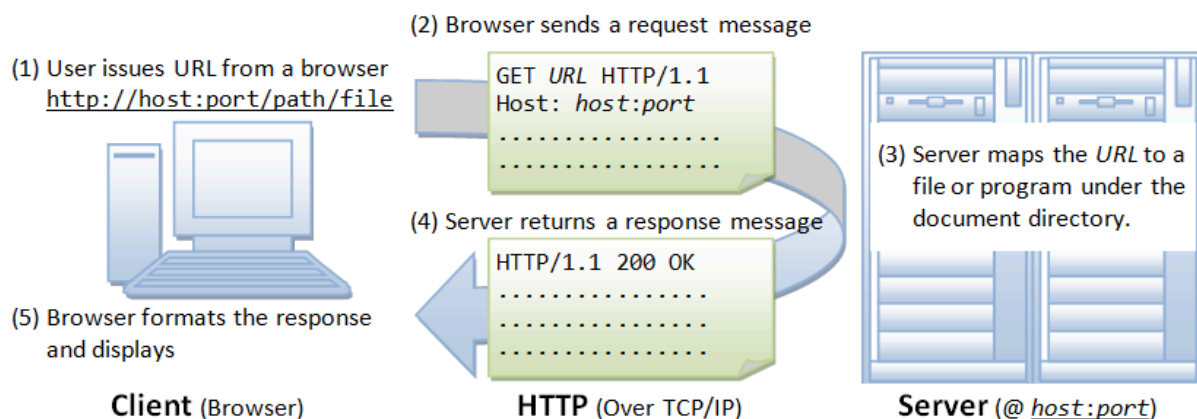 (1) User issues URL from a browser
http://host:port/path/file
(2) Browser sends a request message
GET URL HTTP/1.1
Host: host:port
.................
.................
(3) Server maps the URL to a
file or program under the
document directory.
(4) Server returns a response message
HTTP/1.1 200 OK
................
................
................
(5) Browser formats the response
and displays
Client (Browser)
HTTP (Over TCP/IP)
Server (@ host:port)